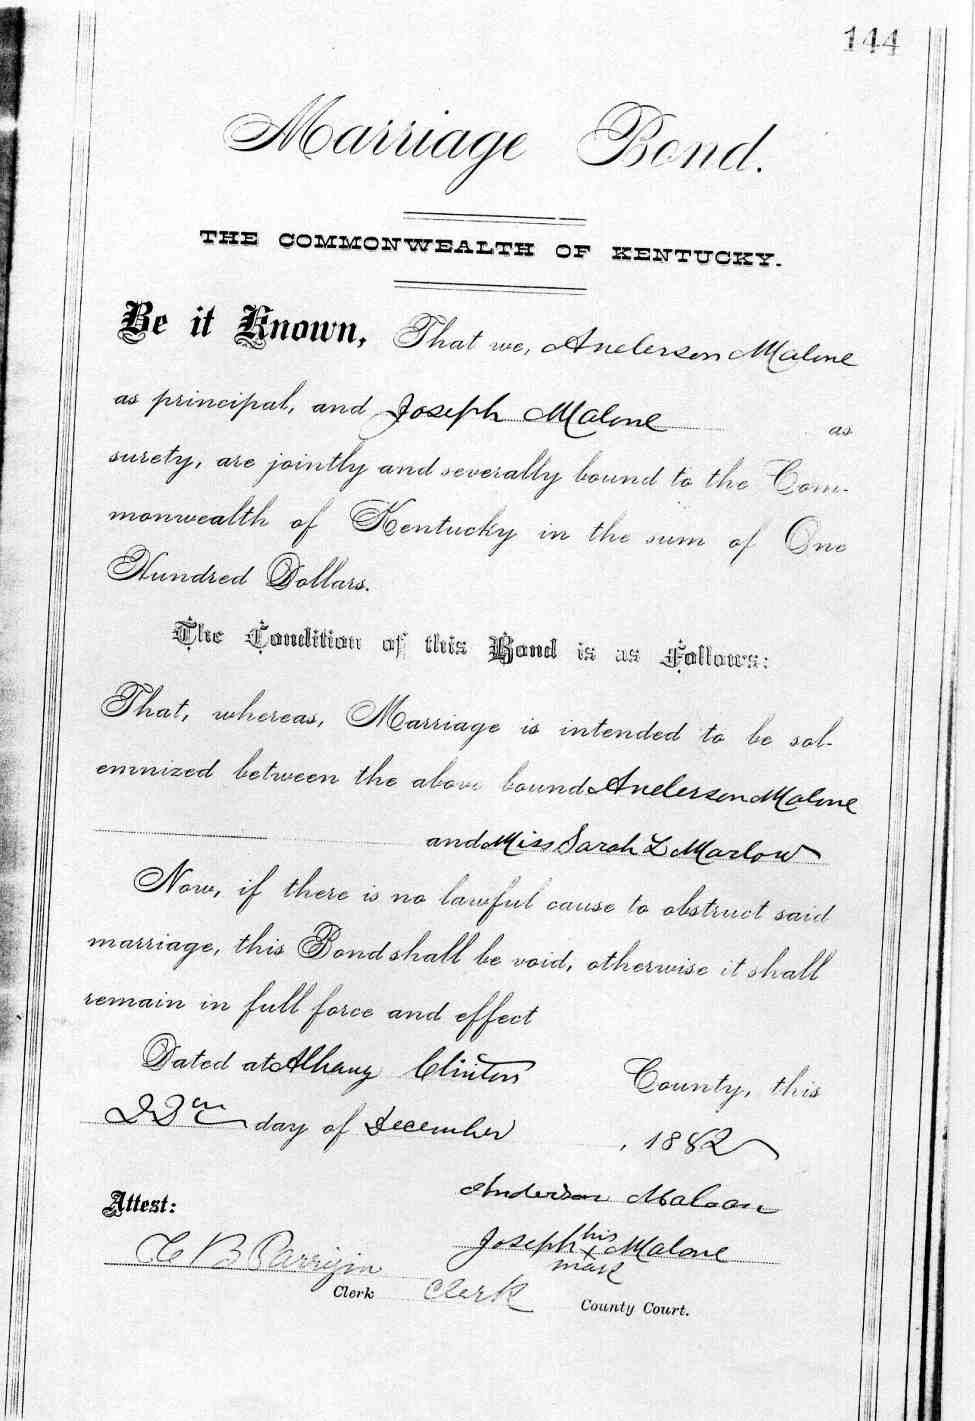 144
Marriage Bond.
THE COMMONWEALTH OF KENTUCKY.
Be it Known, That we, Anderson Malone
as principal, and Joseph Malone as
surety, are jointly and severally bound to the Com-
monwealth of Kentucky in the sum of One
Hundred Dollars.
The Condition of this Bond is as Follows:
That, whereas, Marriage is intended to be sol-
emnized between the above bound Anderson Malone
and Miss Sarah L Marlow
Now, if there is no lawful cause to obstruct said
marriage, this Bond shall be void, otherwise it shall
remain in full force and effect
Dated at Albany Clinton County, this
day of December, 1882
Anderson Maloan
Attest:
Joseph his x mark Malone
B Parrigin
Clerk Clerk County Court.